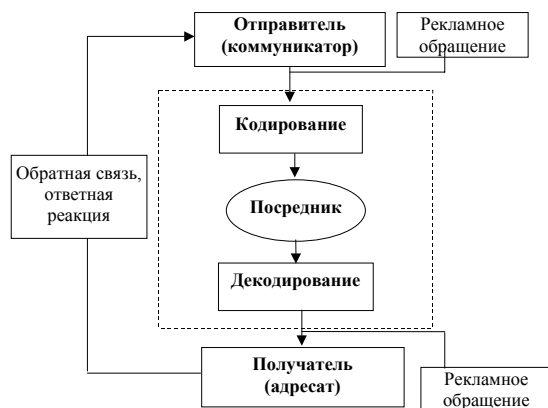 Отправитель
(коммуникатор)
Рекламное
обращение
Кодирование
Обратная связь,
ответная
реакция
Посредник
Декодирование
Получатель
(адресат)
Рекламное
обращение